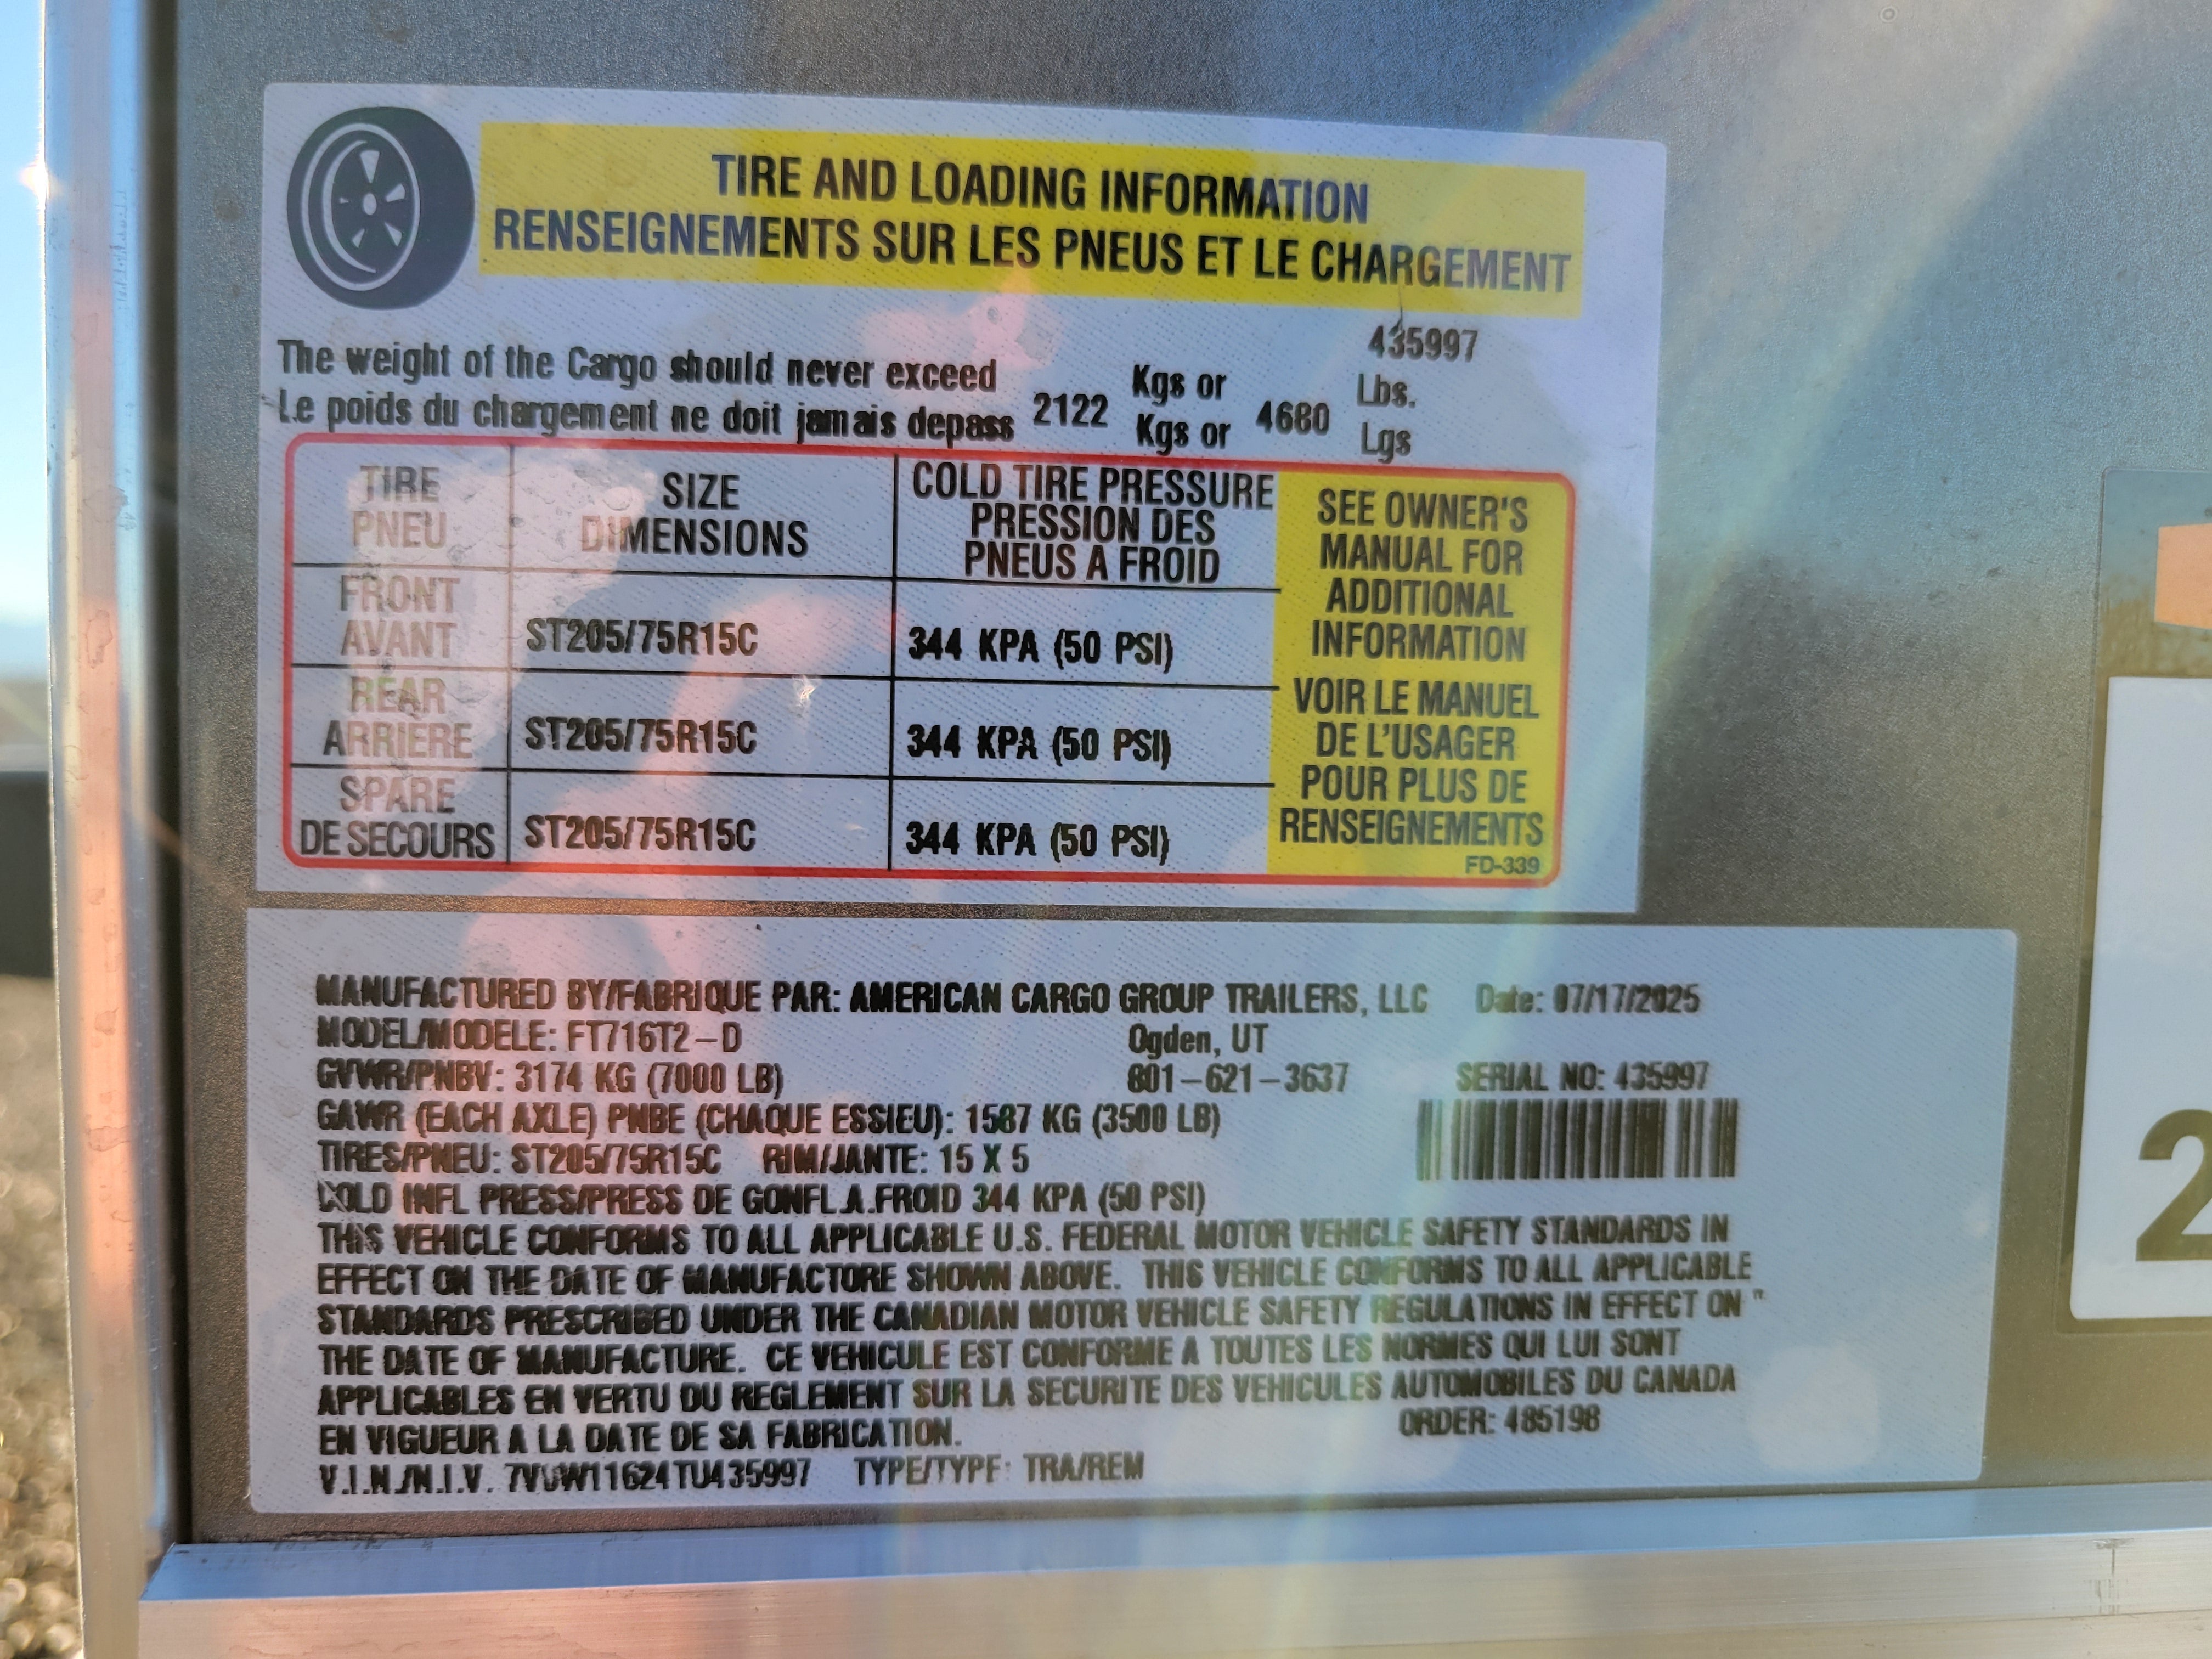 TIRE AND LOADING INFORMATION
RENSEIGNEMENTS SUR LES PNEUS ET LE CHARGEMENT
435997
The weight of the Cargo should never exceed Kgs or Lbs.
Le poids du chargement ne doit jamais depass 2122 Kgs or 4680 Lgs
TIRE PNEU
SIZE DIMENSIONS
COLD TIRE PRESSURE
PRESSION DES
PNEUS A FROID
FRONT AVANT ST205/75R15C 344 KPA (50 PSI)
REAR ARRIERE ST205/75R15C 344 KPA (50 PSI)
SPARE DE SECOURS ST205/75R15C 344 KPA (50 PSI)
SEE OWNER'S
MANUAL FOR
ADDITIONAL
INFORMATION
VOIR LE MANUEL
DE L'USAGER
POUR PLUS DE
RENSEIGNEMENTS
FD-339
MANUFACTURED BY/FABRIQUE PAR: AMERICAN CARGO GROUP TRAILERS, LLC Date: 07/17/2025
MODEL/MODELE: FT716T2-D Ogden, UT
GVWR/PNBV: 3174 KG (7000 LB) 801-621-3637 SERIAL NO: 435997
GAWR (EACH AXLE) PNBE (CHAQUE ESSIEU): 1587 KG (3500 LB)
TIRES/PNEU: ST205/75R15C RIM/JANTE: 15 X 5
COLD INFL PRESS/PRESS DE GONFL.A.FROID 344 KPA (50 PSI)
THIS VEHICLE CONFORMS TO ALL APPLICABLE U.S. FEDERAL MOTOR VEHICLE SAFETY STANDARDS IN
EFFECT ON THE DATE OF MANUFACTORE SHOWN ABOVE. THIS VEHICLE CONFORMS TO ALL APPLICABLE
STANDARDS PRESCRIBED UNDER THE CANADIAN MOTOR VEHICLE SAFETY REGULATIONS IN EFFECT ON "
THE DATE OF MANUFACTURE. CE VEHICULE EST CONFORME A TOUTES LES NORMES QUI LUI SONT
APPLICABLES EN VERTU DU REGLEMENT SUR LA SECURITE DES VEHICULES AUTOMOBILES DU CANADA
EN VIGUEUR A LA DATE DE SA FABRICATION. ORDER: 485198
V.I.N./N.I.V. TYPE/TYPE: TRA/REM
2